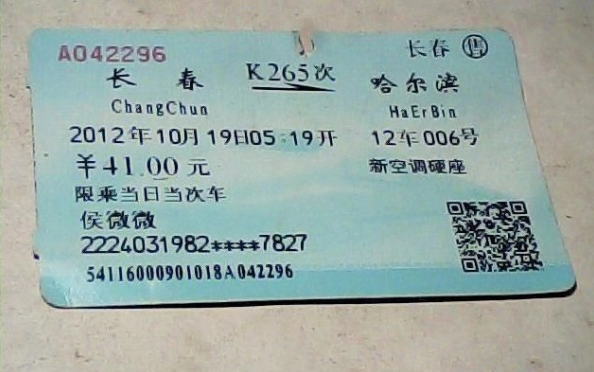 A042296 长春 售
长春 K265次 哈尔滨
ChangChun HaErBin
2012年10月19日05:19开 12车006号
￥41.00元 新空调硬座
限乘当日当次车
侯微微
2224031982****7827
54116000901018A042296